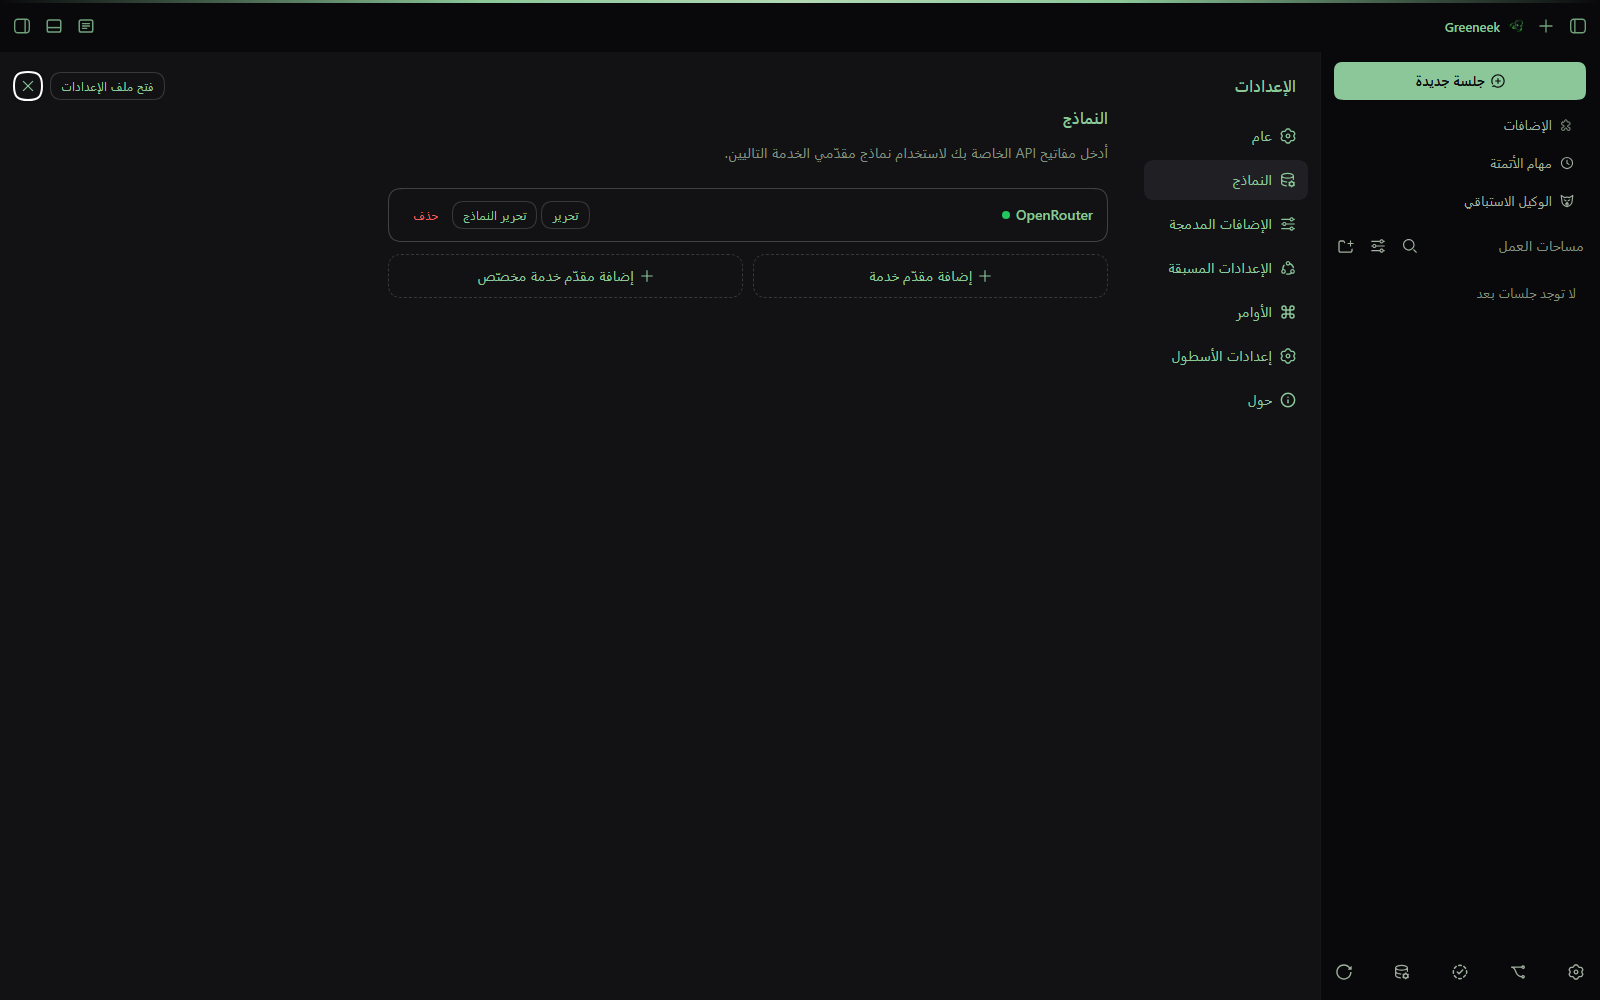 Greeneek
جلسة جديدة
الإضافات
مهام الأتمتة
الوكيل الاستباقي
مساحات العمل
لا توجد جلسات بعد
الإعدادات
عام
النماذج
الإضافات المدمجة
الإعدادات المسبقة
الأوامر
إعدادات الأسطول
حول
فتح ملف الإعدادات
النماذج
أدخل مفاتيح API الخاصة بك لاستخدام نماذج مقدّمي الخدمة التاليين.
OpenRouter
تحرير
تحرير النماذج
حذف
إضافة مقدّم خدمة
إضافة مقدّم خدمة مخصّص